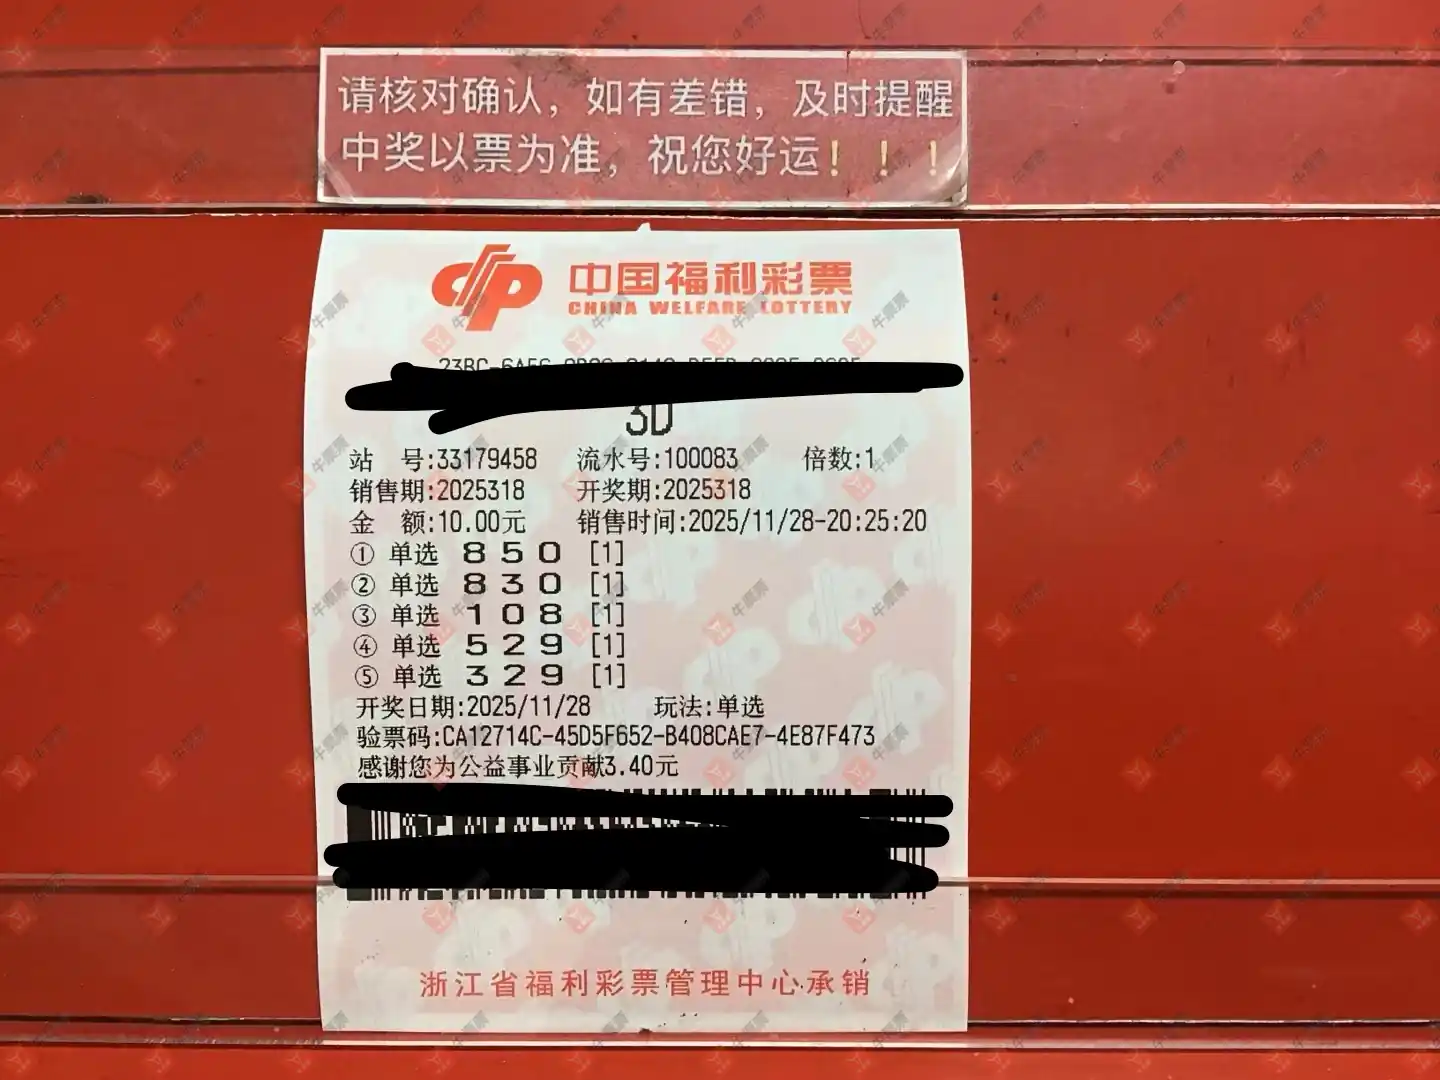 请核对确认，如有差错，及时提醒
中奖以票为准，祝您好运！！！
中国福利彩票
CHINA WELFARE LOTTERY
3D
站 号:33179458 流水号:100083 倍数:1
销售期:2025318 开奖期:2025318
金 额:10.00元 销售时间:2025/11/28-20:25:20
① 单选 8 5 0 [1]
② 单选 8 3 0 [1]
③ 单选 1 0 8 [1]
④ 单选 5 2 9 [1]
⑤ 单选 3 2 9 [1]
开奖日期:2025/11/28 玩法:单选
验票码:CA12714C-45D5F652-B408CAE7-4E87F473
感谢您为公益事业贡献3.40元
浙江省福利彩票管理中心承销